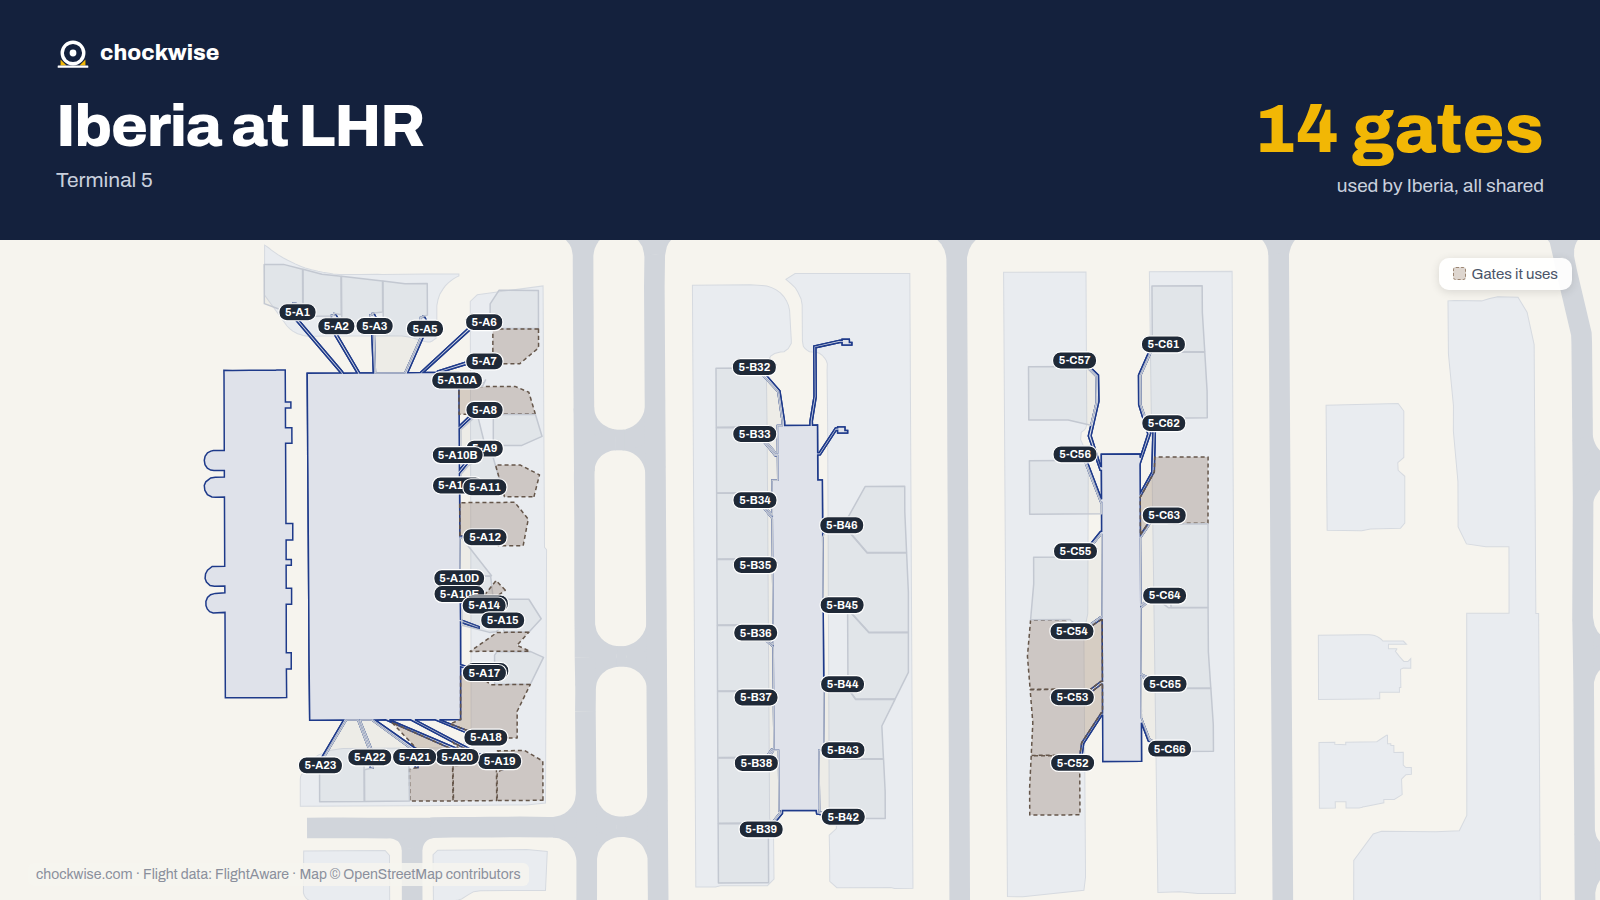 chockwise
Iberia at LHR
Terminal 5
14 gates
used by Iberia, all shared
Gates it uses
5-A1
5-A2
5-A3
5-A5
5-A6
5-A7
5-A10A
5-A8
5-A9
5-A10B
5-A11
5-A12
5-A10D
5-A14
5-A15
5-A17
5-A18
5-A19
5-A20
5-A21
5-A22
5-A23
5-B32
5-B33
5-B34
5-B35
5-B36
5-B37
5-B38
5-B39
5-B46
5-B45
5-B44
5-B43
5-B42
5-C57
5-C56
5-C55
5-C54
5-C53
5-C52
5-C61
5-C62
5-C63
5-C64
5-C65
5-C66
chockwise.com · Flight data: FlightAware · Map © OpenStreetMap contributors